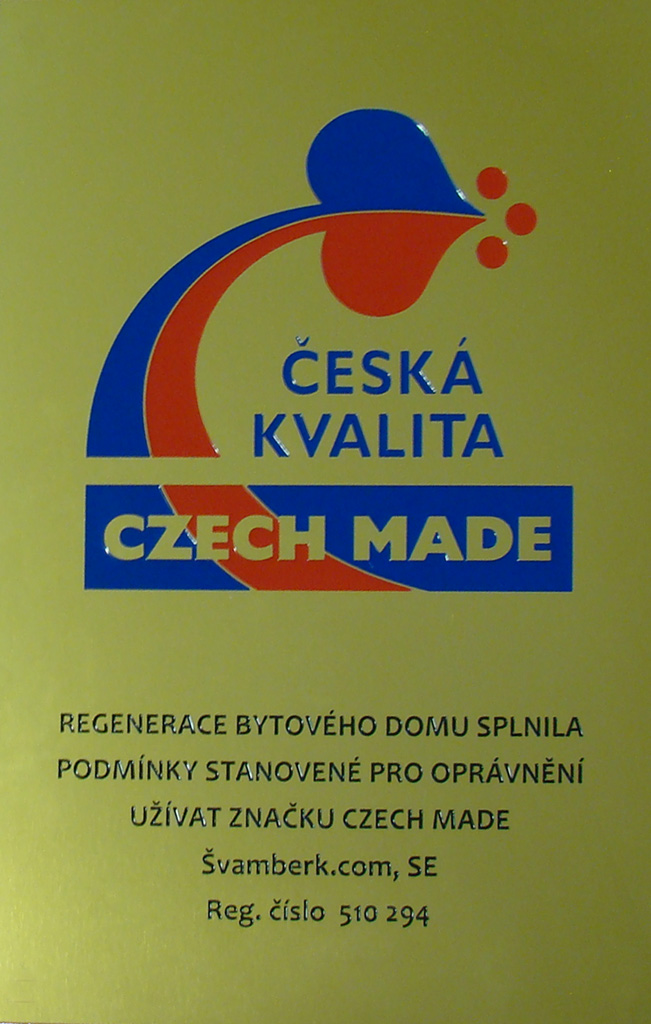 ČESKÁ
KVALITA
CZECH MADE
REGENERACE BYTOVÉHO DOMU SPLNILA
PODMÍNKY STANOVENÉ PRO OPRÁVNĚNÍ
UŽÍVAT ZNAČKU CZECH MADE
Švamberk.com, SE
Reg. číslo 510 294